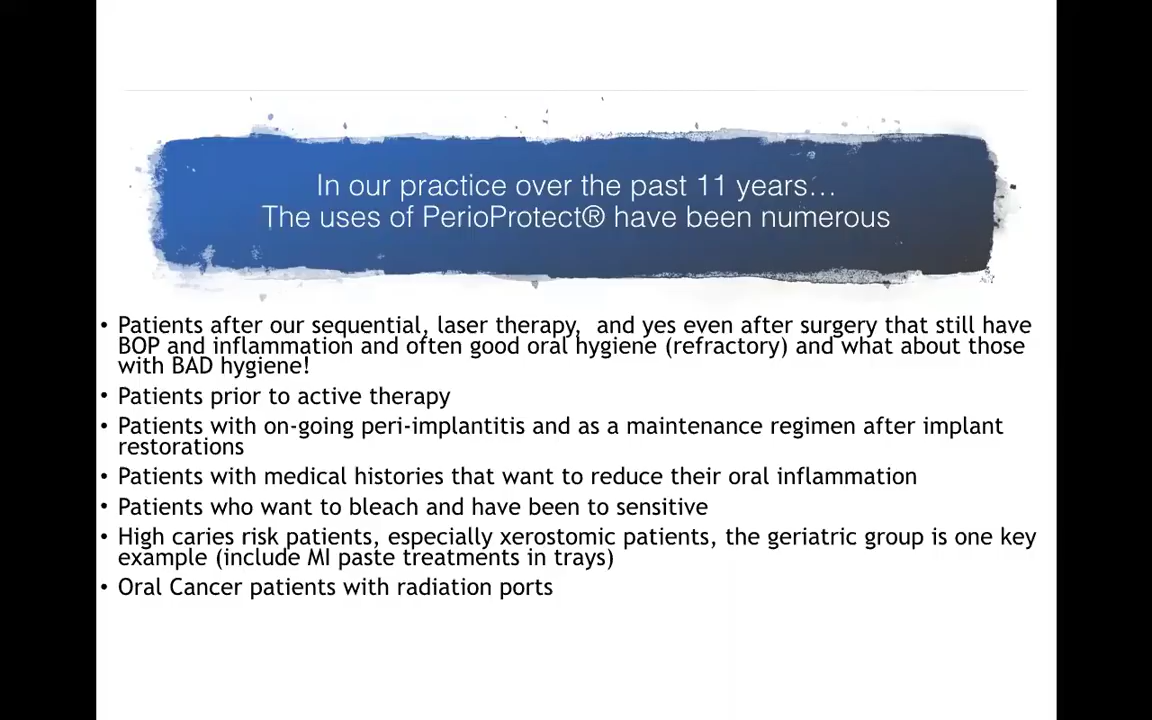 In our practice over the past 11 years...
The uses of PerioProtect® have been numerous
• Patients after our sequential, laser therapy, and yes even after surgery that still have
BOP and inflammation and often good oral hygiene (refractory) and what about those
with BAD hygiene!
• Patients prior to active therapy
• Patients with on-going peri-implantitis and as a maintenance regimen after implant
restorations
• Patients with medical histories that want to reduce their oral inflammation
• Patients who want to bleach and have been to sensitive
• High caries risk patients, especially xerostomic patients, the geriatric group is one key
example (include MI paste treatments in trays)
• Oral Cancer patients with radiation ports